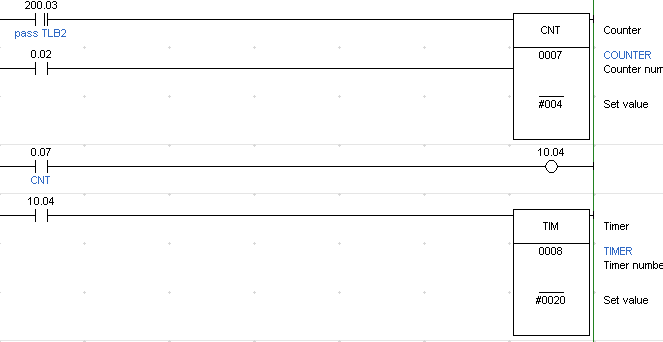 200.03
pass TLB2
CNT
Counter
0.02
0007
COUNTER
Counter num
#004
Set value
0.07
CNT
10.04
10.04
TIM
Timer
0008
TIMER
Timer numbe
#0020
Set value